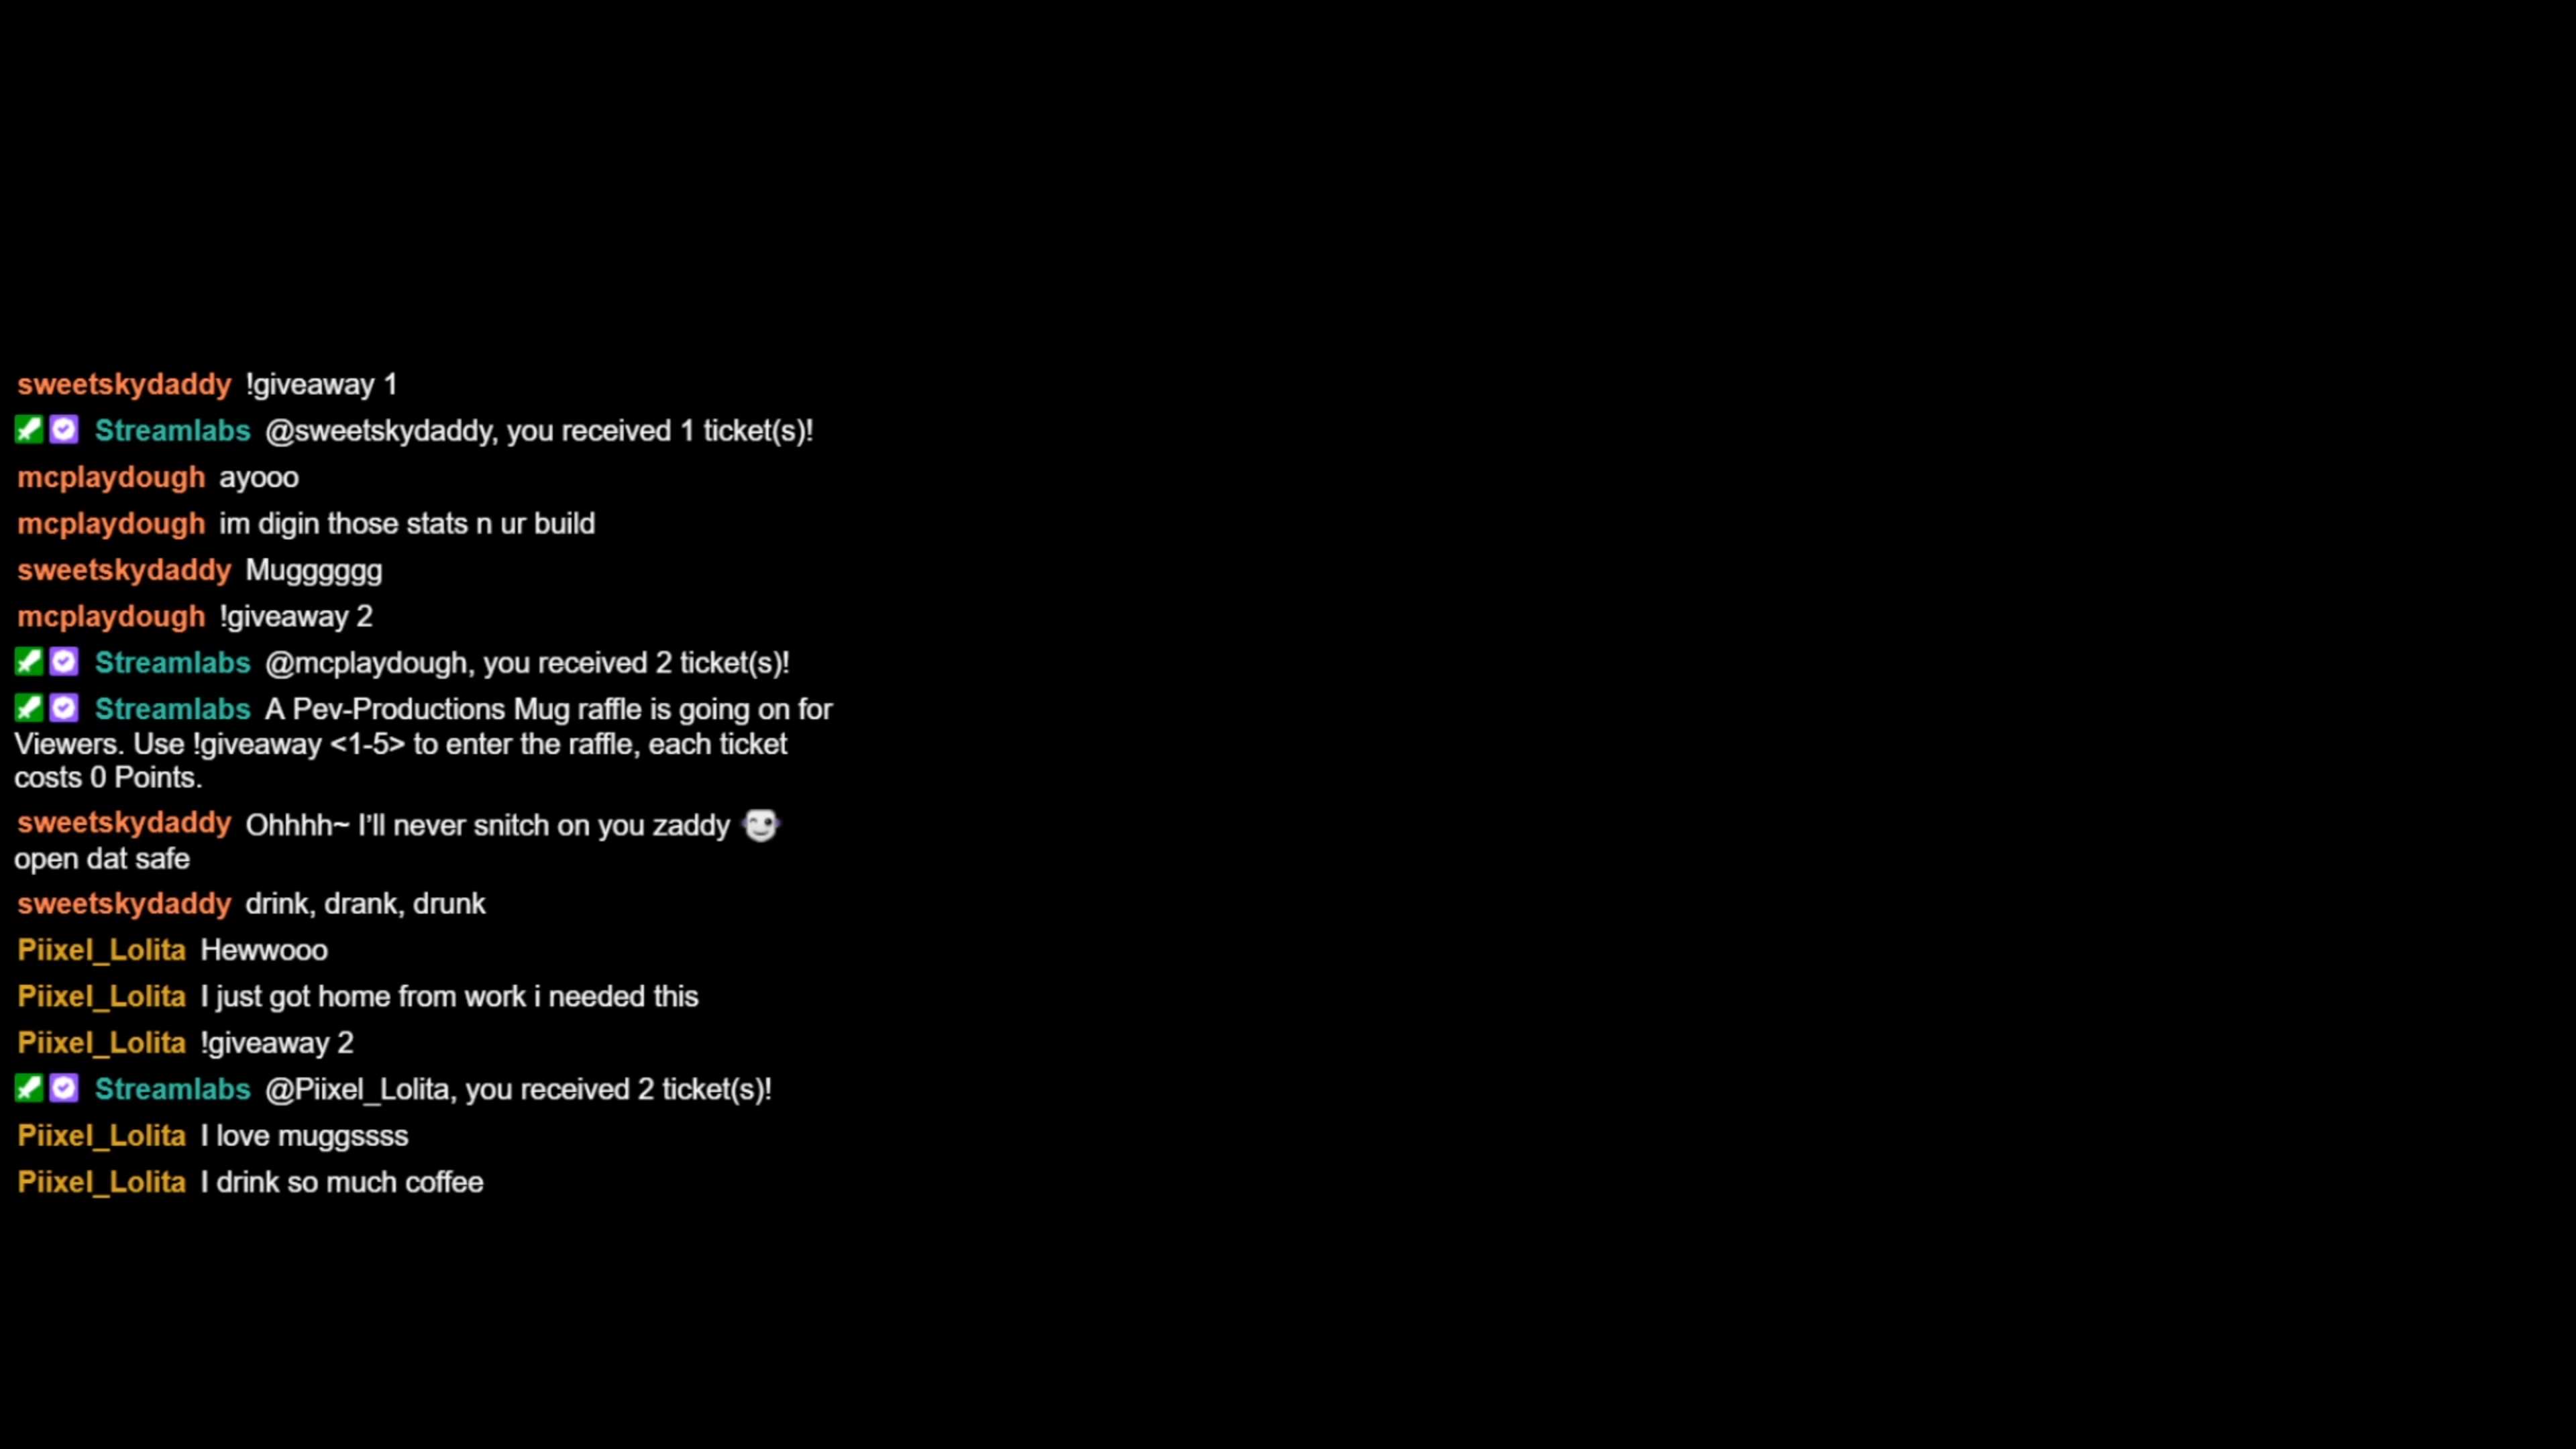 sweetskydaddy !giveaway 1
Streamlabs @sweetskydaddy, you received 1 ticket(s)!
mcplaydough ayooo
mcplaydough im digin those stats n ur build
sweetskydaddy Mugggggg
mcplaydough !giveaway 2
Streamlabs @mcplaydough, you received 2 ticket(s)!
Streamlabs A Pev-Productions Mug raffle is going on for
Viewers. Use !giveaway <1-5> to enter the raffle, each ticket
costs 0 Points.
sweetskydaddy Ohhhh~ I’ll never snitch on you zaddy
open dat safe
sweetskydaddy drink, drank, drunk
Piixel_Lolita Hewwooo
Piixel_Lolita I just got home from work i needed this
Piixel_Lolita !giveaway 2
Streamlabs @Piixel_Lolita, you received 2 ticket(s)!
Piixel_Lolita I love muggssss
Piixel_Lolita I drink so much coffee